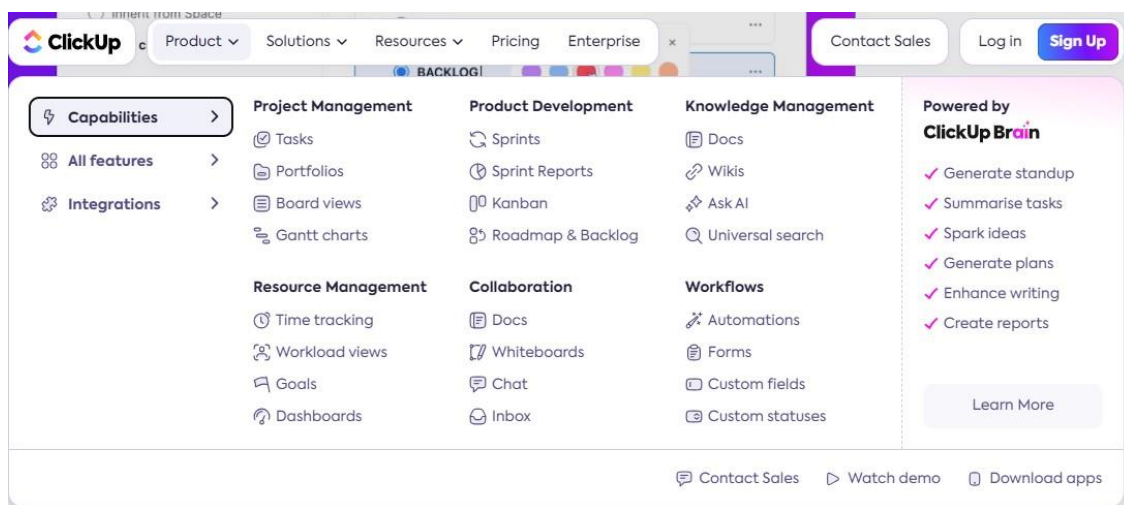 Inherit from Space
ClickUp
Product
Solutions
Resources
Pricing
Enterprise
Contact Sales
Log in
Sign Up
BACKLOG
Capabilities
All features
Integrations
Project Management
Tasks
Portfolios
Board views
Gantt charts
Product Development
Sprints
Sprint Reports
Kanban
Roadmap & Backlog
Knowledge Management
Docs
Wikis
Ask AI
Universal search
Resource Management
Time tracking
Workload views
Goals
Dashboards
Collaboration
Docs
Whiteboards
Chat
Inbox
Workflows
Automations
Forms
Custom fields
Custom statuses
Powered by
ClickUp Brain
Generate standup
Summarise tasks
Spark ideas
Generate plans
Enhance writing
Create reports
Learn More
Contact Sales
Watch demo
Download apps